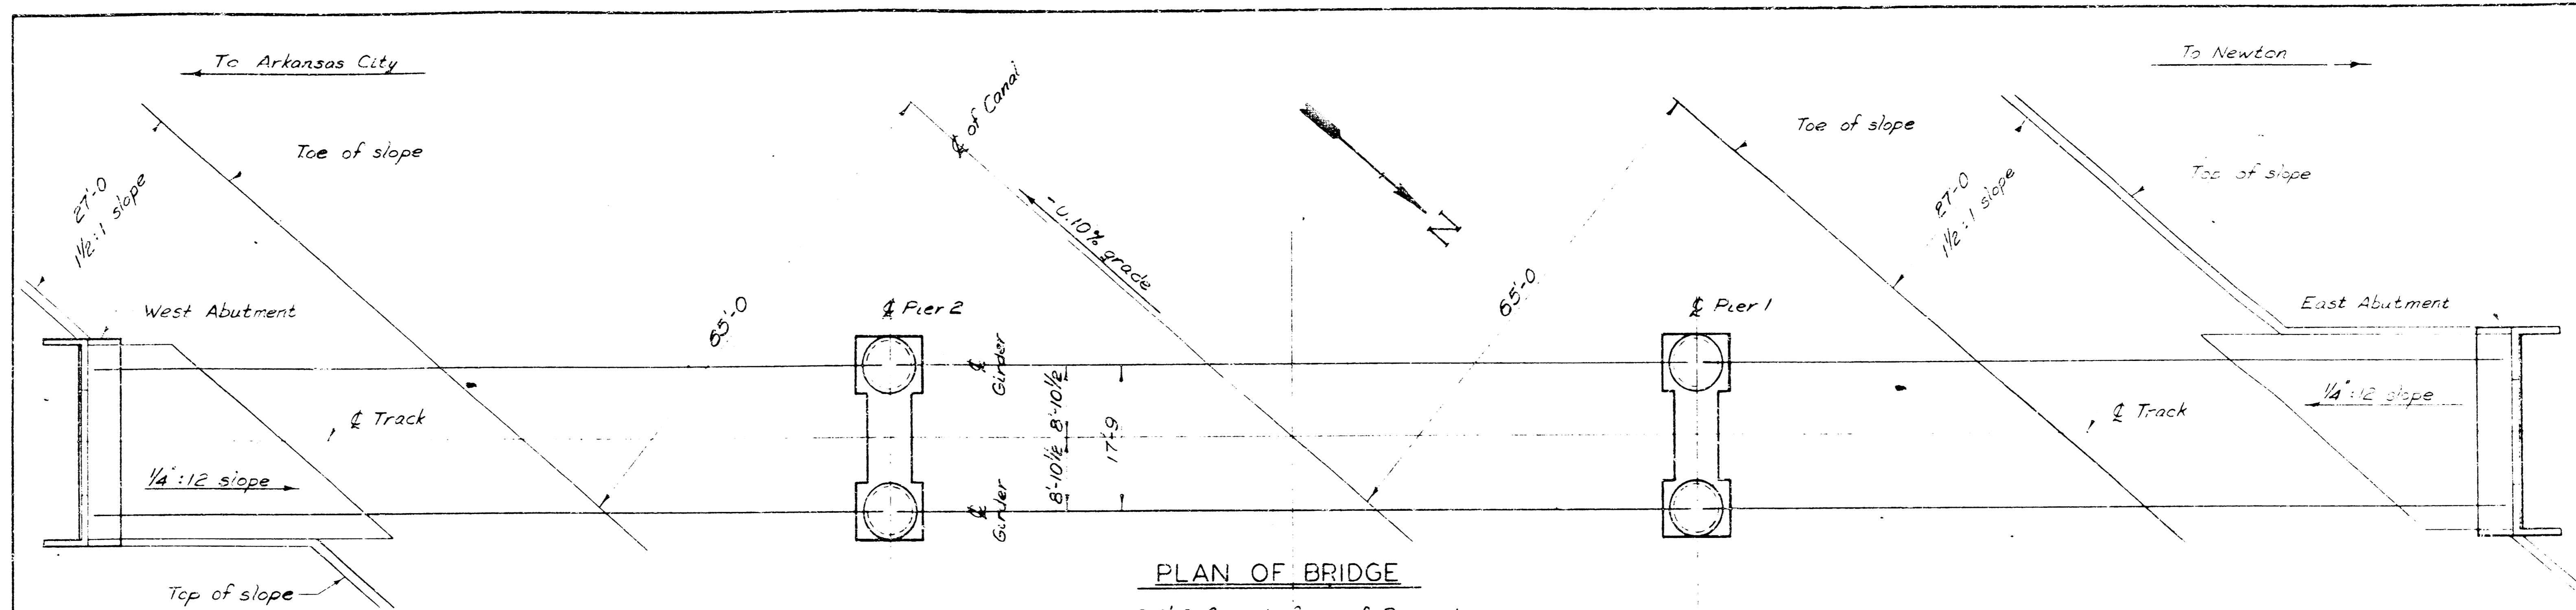 To Arkansas City
To Newton
Toe of slope
℄ of Canal
Toe of slope
27'-0
1½:1 slope
27'-0
1½:1 slope
Top of slope
-0.10% grade
N
West Abutment
65'-0
℄ Pier 2
65'-0
℄ Pier 1
East Abutment
℄ Girder
8'-10½ 8'-10½
17'-9
℄ Track
℄ Track
¼":12 slope
¼":12 slope
℄ Girder
PLAN OF BRIDGE
Top of slope